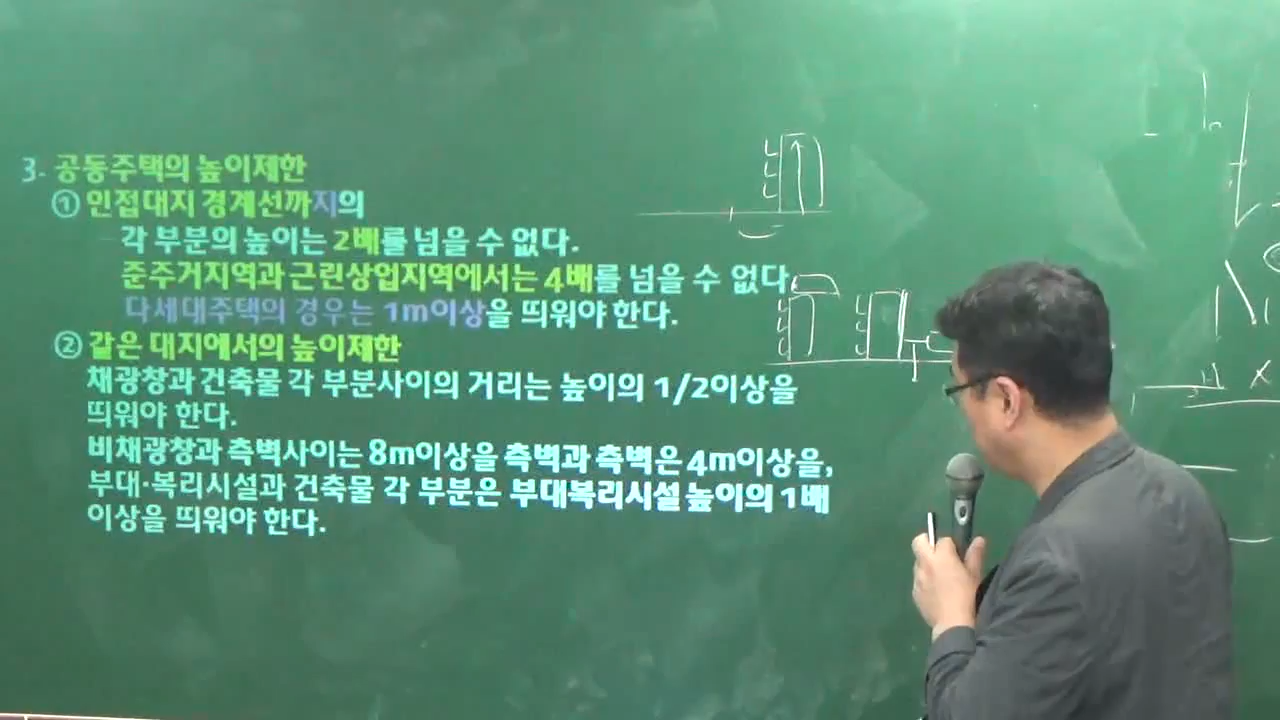 3. 공동주택의 높이제한
① 인접대지 경계선까지의
각 부분의 높이는 2배를 넘을 수 없다.
준주거지역과 근린상업지역에서는 4배를 넘을 수 없다.
다세대주택의 경우는 1m이상을 띄워야 한다.
② 같은 대지에서의 높이제한
채광창과 건축물 각 부분사이의 거리는 높이의 1/2이상을
띄워야 한다.
비채광창과 측벽사이는 8m이상을 측벽과 측벽은 4m이상을,
부대·복리시설과 건축물 각 부분은 부대복리시설 높이의 1배
이상을 띄워야 한다.